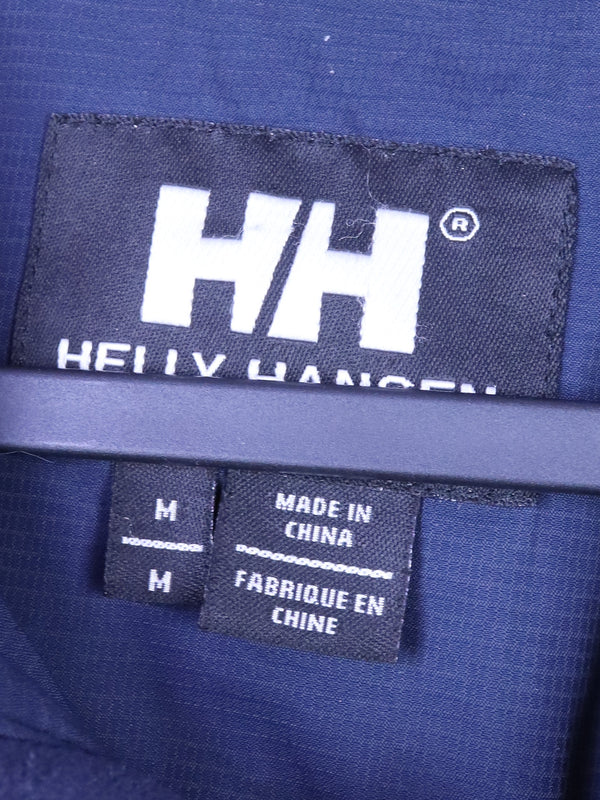 HH®
HELLY HANSEN
M
M
MADE IN
CHINA
FABRIQUE EN
CHINE